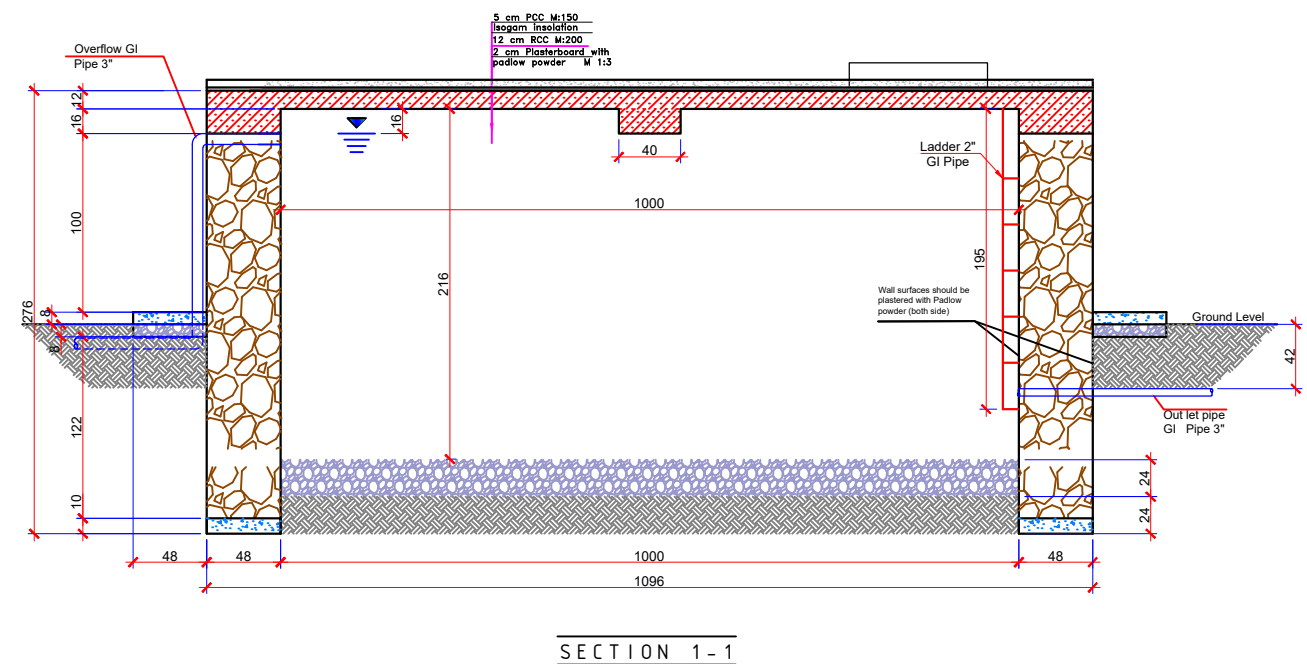 5 cm PCC M:150
Isogam insolation
12 cm RCC M:200
2 cm Plasterboard with
padlow powder M 1:3
Overflow GI
Pipe 3"
12
16
16
40
Ladder 2"
GI Pipe
1000
100
216
195
276
8
8
Wall surfaces should be
plastered with Padlow
powder (both side)
Ground Level
42
122
Out let pipe
GI Pipe 3"
10
24
24
48
48
1000
48
1096
SECTION 1-1